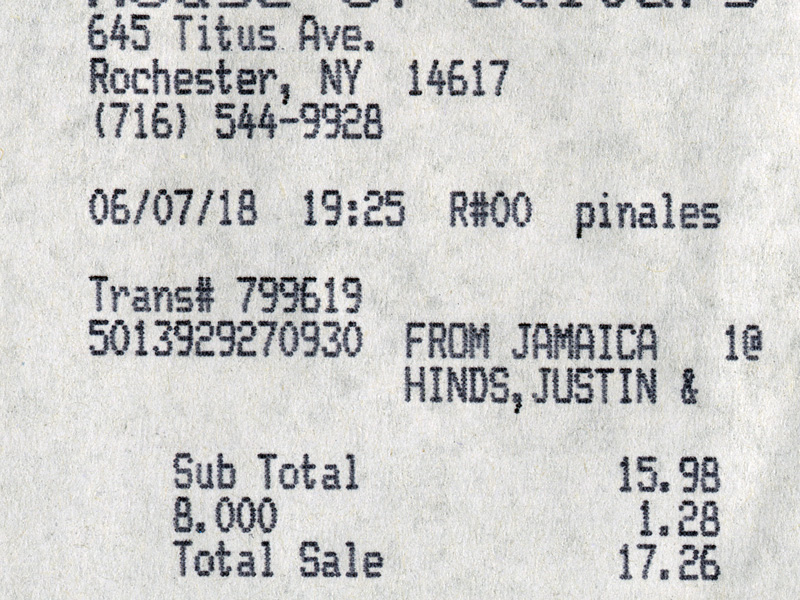 645 Titus Ave.
Rochester, NY 14617
(716) 544-9928
06/07/18 19:25 R#00 pinales
Trans# 799619
5013929270930 FROM JAMAICA 1@
HINDS,JUSTIN &
Sub Total 15.98
8.000 1.28
Total Sale 17.26